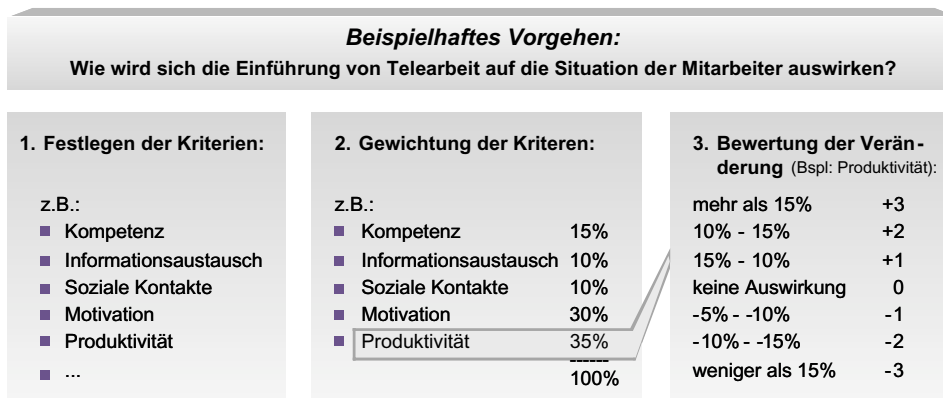 Beispielhaftes Vorgehen:
Wie wird sich die Einführung von Telearbeit auf die Situation der Mitarbeiter auswirken?
1. Festlegen der Kriterien:
z.B.:
Kompetenz
Informationsaustausch
Soziale Kontakte
Motivation
Produktivität
...
2. Gewichtung der Kriteren:
z.B.:
Kompetenz 15%
Informationsaustausch 10%
Soziale Kontakte 10%
Motivation 30%
Produktivität 35%
------
100%
3. Bewertung der Verän-
derung (Bspl: Produktivität):
mehr als 15% +3
10% - 15% +2
15% - 10% +1
keine Auswirkung 0
-5% - -10% -1
-10% - -15% -2
weniger als 15% -3